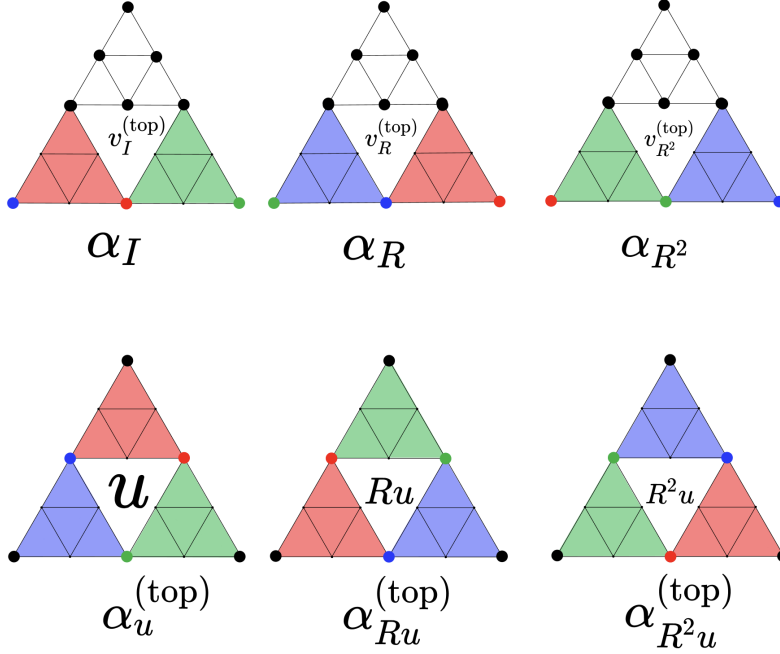 v_I^(top) v_R^(top) v_{R^2}^(top)
α_I α_R α_{R^2}
u Ru R^2u
α_u^(top) α_{Ru}^(top) α_{R^2u}^(top)